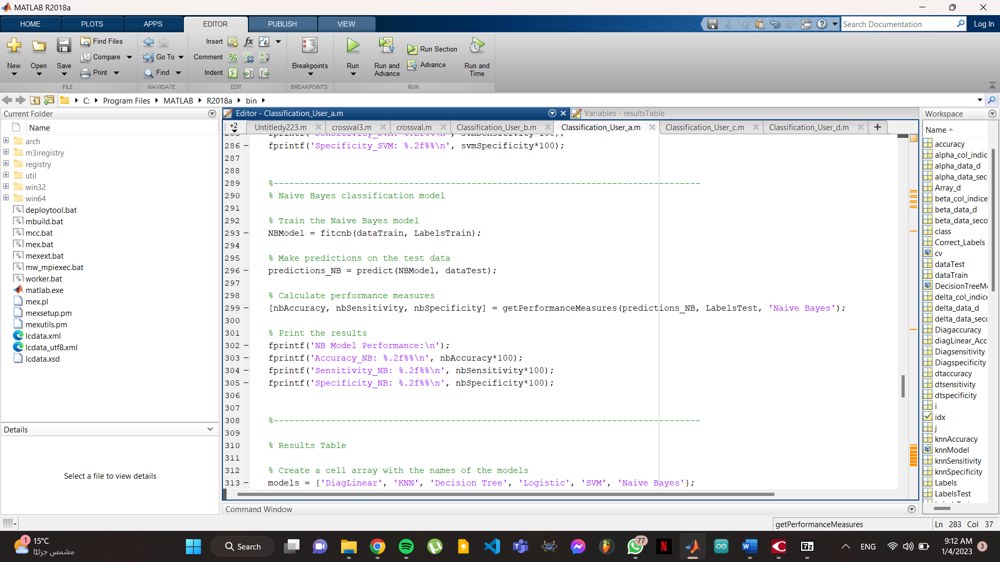 MATLAB R2018a
HOME PLOTS APPS EDITOR PUBLISH VIEW
Search Documentation
Log In
New
Open
Save
Find Files
Compare
Print
FILE
Go To
Find
NAVIGATE
Insert
Comment
Indent
EDIT
Breakpoints
BREAKPOINTS
Run
Run and Advance
Run Section
Advance
Run and Time
RUN
C: Program Files MATLAB R2018a bin
Current Folder
Name
arch
m3iregistry
registry
util
win32
win64
deploytool.bat
mbuild.bat
mcc.bat
mex.bat
mexext.bat
mw_mpiexec.bat
worker.bat
matlab.exe
mex.pl
mexsetup.pm
mexutils.pm
lcdata.xml
lcdata_utf8.xml
lcdata.xsd
Details
Select a file to view details
Editor - Classification_User_a.m
Variables - resultsTable
+2 Untitledy223.m crossval3.m crossval.m Classification_User_b.m Classification_User_a.m Classification_User_c.m Classification_User_d.m
286 fprintf('Specificity_SVM: %.2f%%\n', svmSpecificity*100);
287
288
289 %----------------------------------------------------------------------------------
290 % Naive Bayes classification model
291
292 % Train the Naive Bayes model
293 NBModel = fitcnb(dataTrain, LabelsTrain);
294
295 % Make predictions on the test data
296 predictions_NB = predict(NBModel, dataTest);
297
298 % Calculate performance measures
299 [nbAccuracy, nbSensitivity, nbSpecificity] = getPerformanceMeasures(predictions_NB, LabelsTest, 'Naive Bayes');
300
301 % Print the results
302 fprintf('NB Model Performance:\n');
303 fprintf('Accuracy_NB: %.2f%%\n', nbAccuracy*100);
304 fprintf('Sensitivity_NB: %.2f%%\n', nbSensitivity*100);
305 fprintf('Specificity_NB: %.2f%%\n', nbSpecificity*100);
306
307
308 %----------------------------------------------------------------------------------
309
310 % Results Table
311
312 % Create a cell array with the names of the models
313 models = {'DiagLinear', 'KNN', 'Decision Tree', 'Logistic', 'SVM', 'Naive Bayes'};
Command Window
Workspace
Name
accuracy
alpha_col_indic
alpha_data_d
alpha_data_sec
Array_d
beta_col_indice
beta_data_d
beta_data_seco
class
Correct_Labels
cv
dataTest
dataTrain
DecisionTreeM
delta_col_indice
delta_data_d
delta_data_seco
Diagaccuracy
diagLinear_Acc
Diagsensitivity
Diagspecificity
dtaccuracy
dtsensitivity
dtspecificity
i
idx
j
knnAccuracy
knnModel
knnSensitivity
knnSpecificity
Labels
LabelsTest
getPerformanceMeasures
Ln 283 Col 37
1
15°C
مشمس جزئيًا
Search
77
ENG
9:12 AM
1/4/2023
3